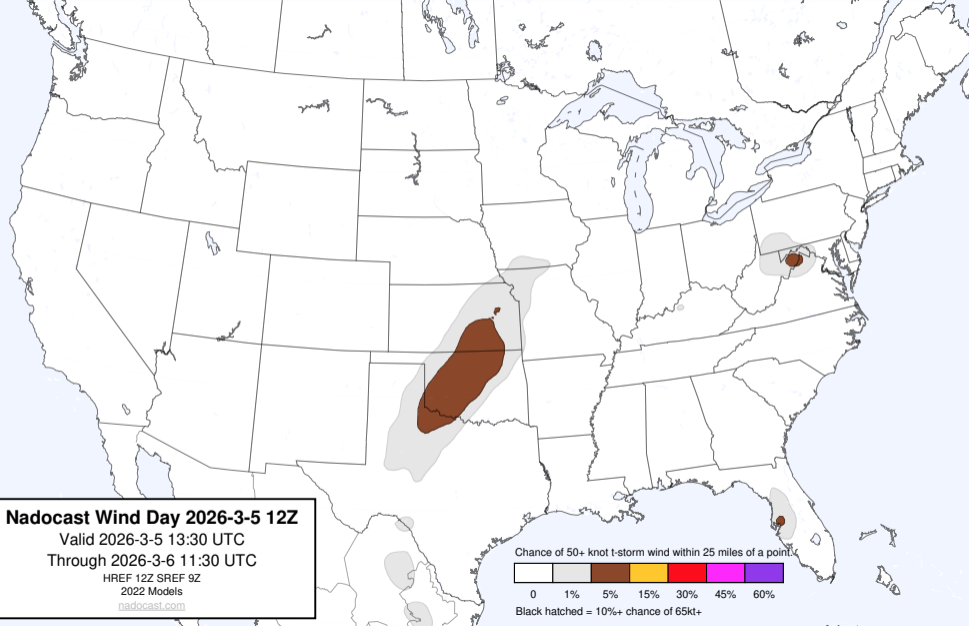 Nadocast Wind Day 2026-3-5 12Z
Valid 2026-3-5 13:30 UTC
Through 2026-3-6 11:30 UTC
HREF 12Z SREF 9Z
2022 Models
nadocast.com
Chance of 50+ knot t-storm wind within 25 miles of a point.
0 1% 5% 15% 30% 45% 60%
Black hatched = 10%+ chance of 65kt+